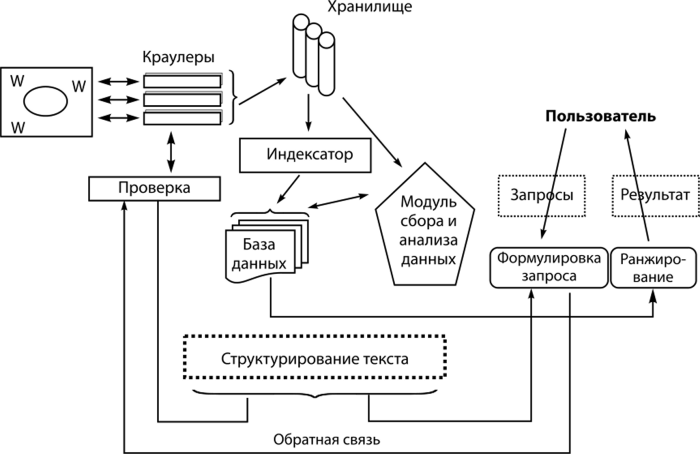 Хранилище
Краулеры
W
W
W
Пользователь
Индексатор
Проверка
Запросы
Результат
Модуль
сбора и
анализа
данных
База
данных
Формулировка
запроса
Ранжиро-
вание
Структурирование текста
Обратная связь